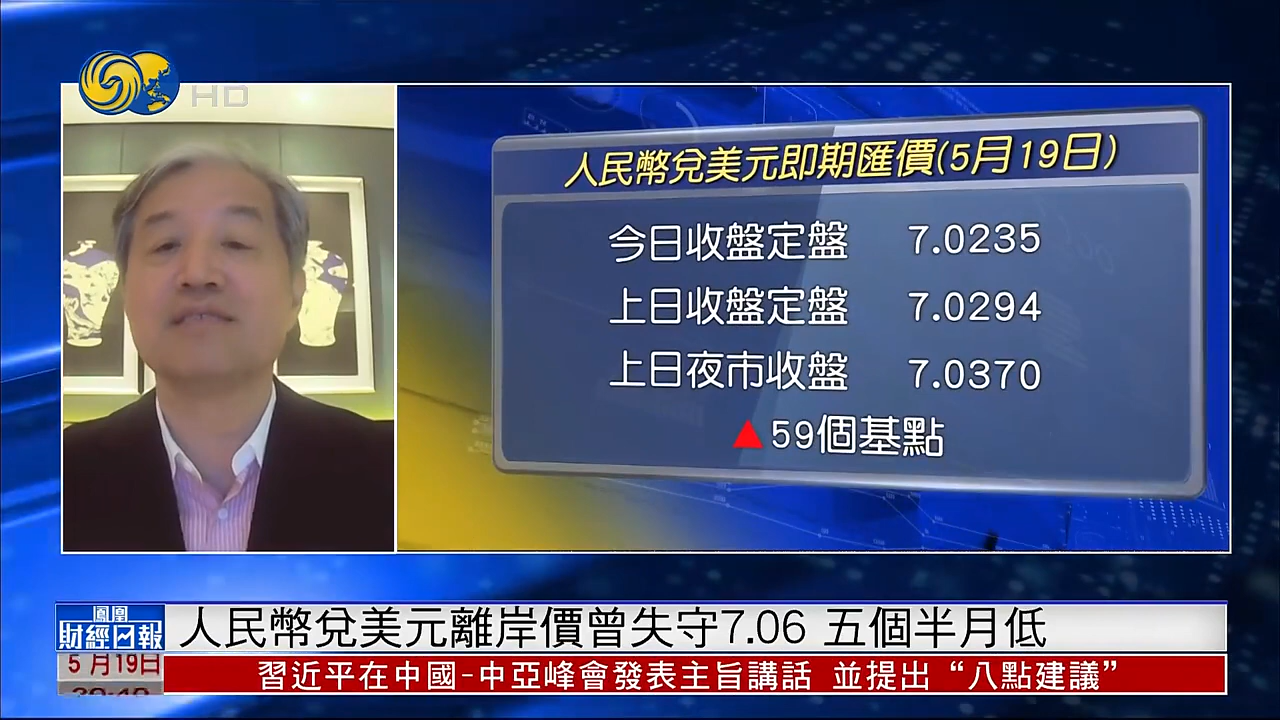 HD
人民幣兌美元即期匯價(5月19日)
今日收盤定盤 7.0235
上日收盤定盤 7.0294
上日夜市收盤 7.0370
▲59個基點
鳳凰
財經日報
人民幣兌美元離岸價曾失守7.06 五個半月低
5月19日
習近平在中國-中亞峰會發表主旨講話 並提出“八點建議”